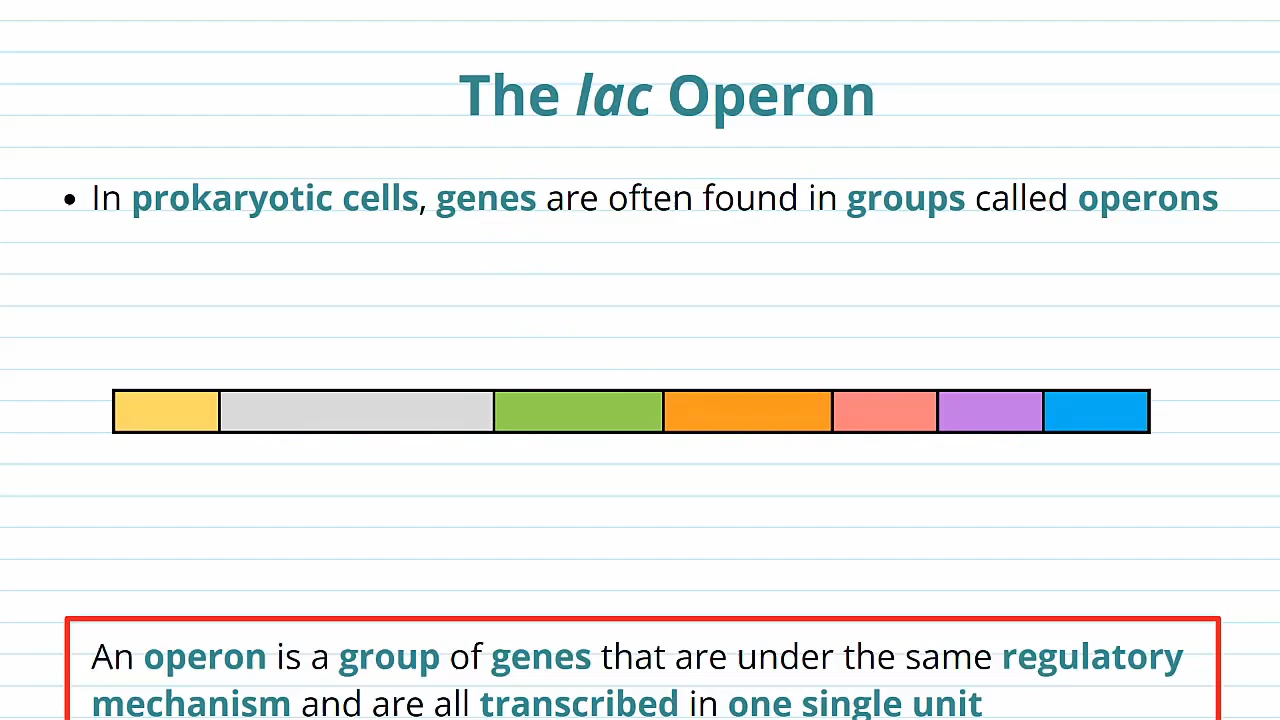 The lac Operon
• In prokaryotic cells, genes are often found in groups called operons
An operon is a group of genes that are under the same regulatory
mechanism and are all transcribed in one single unit